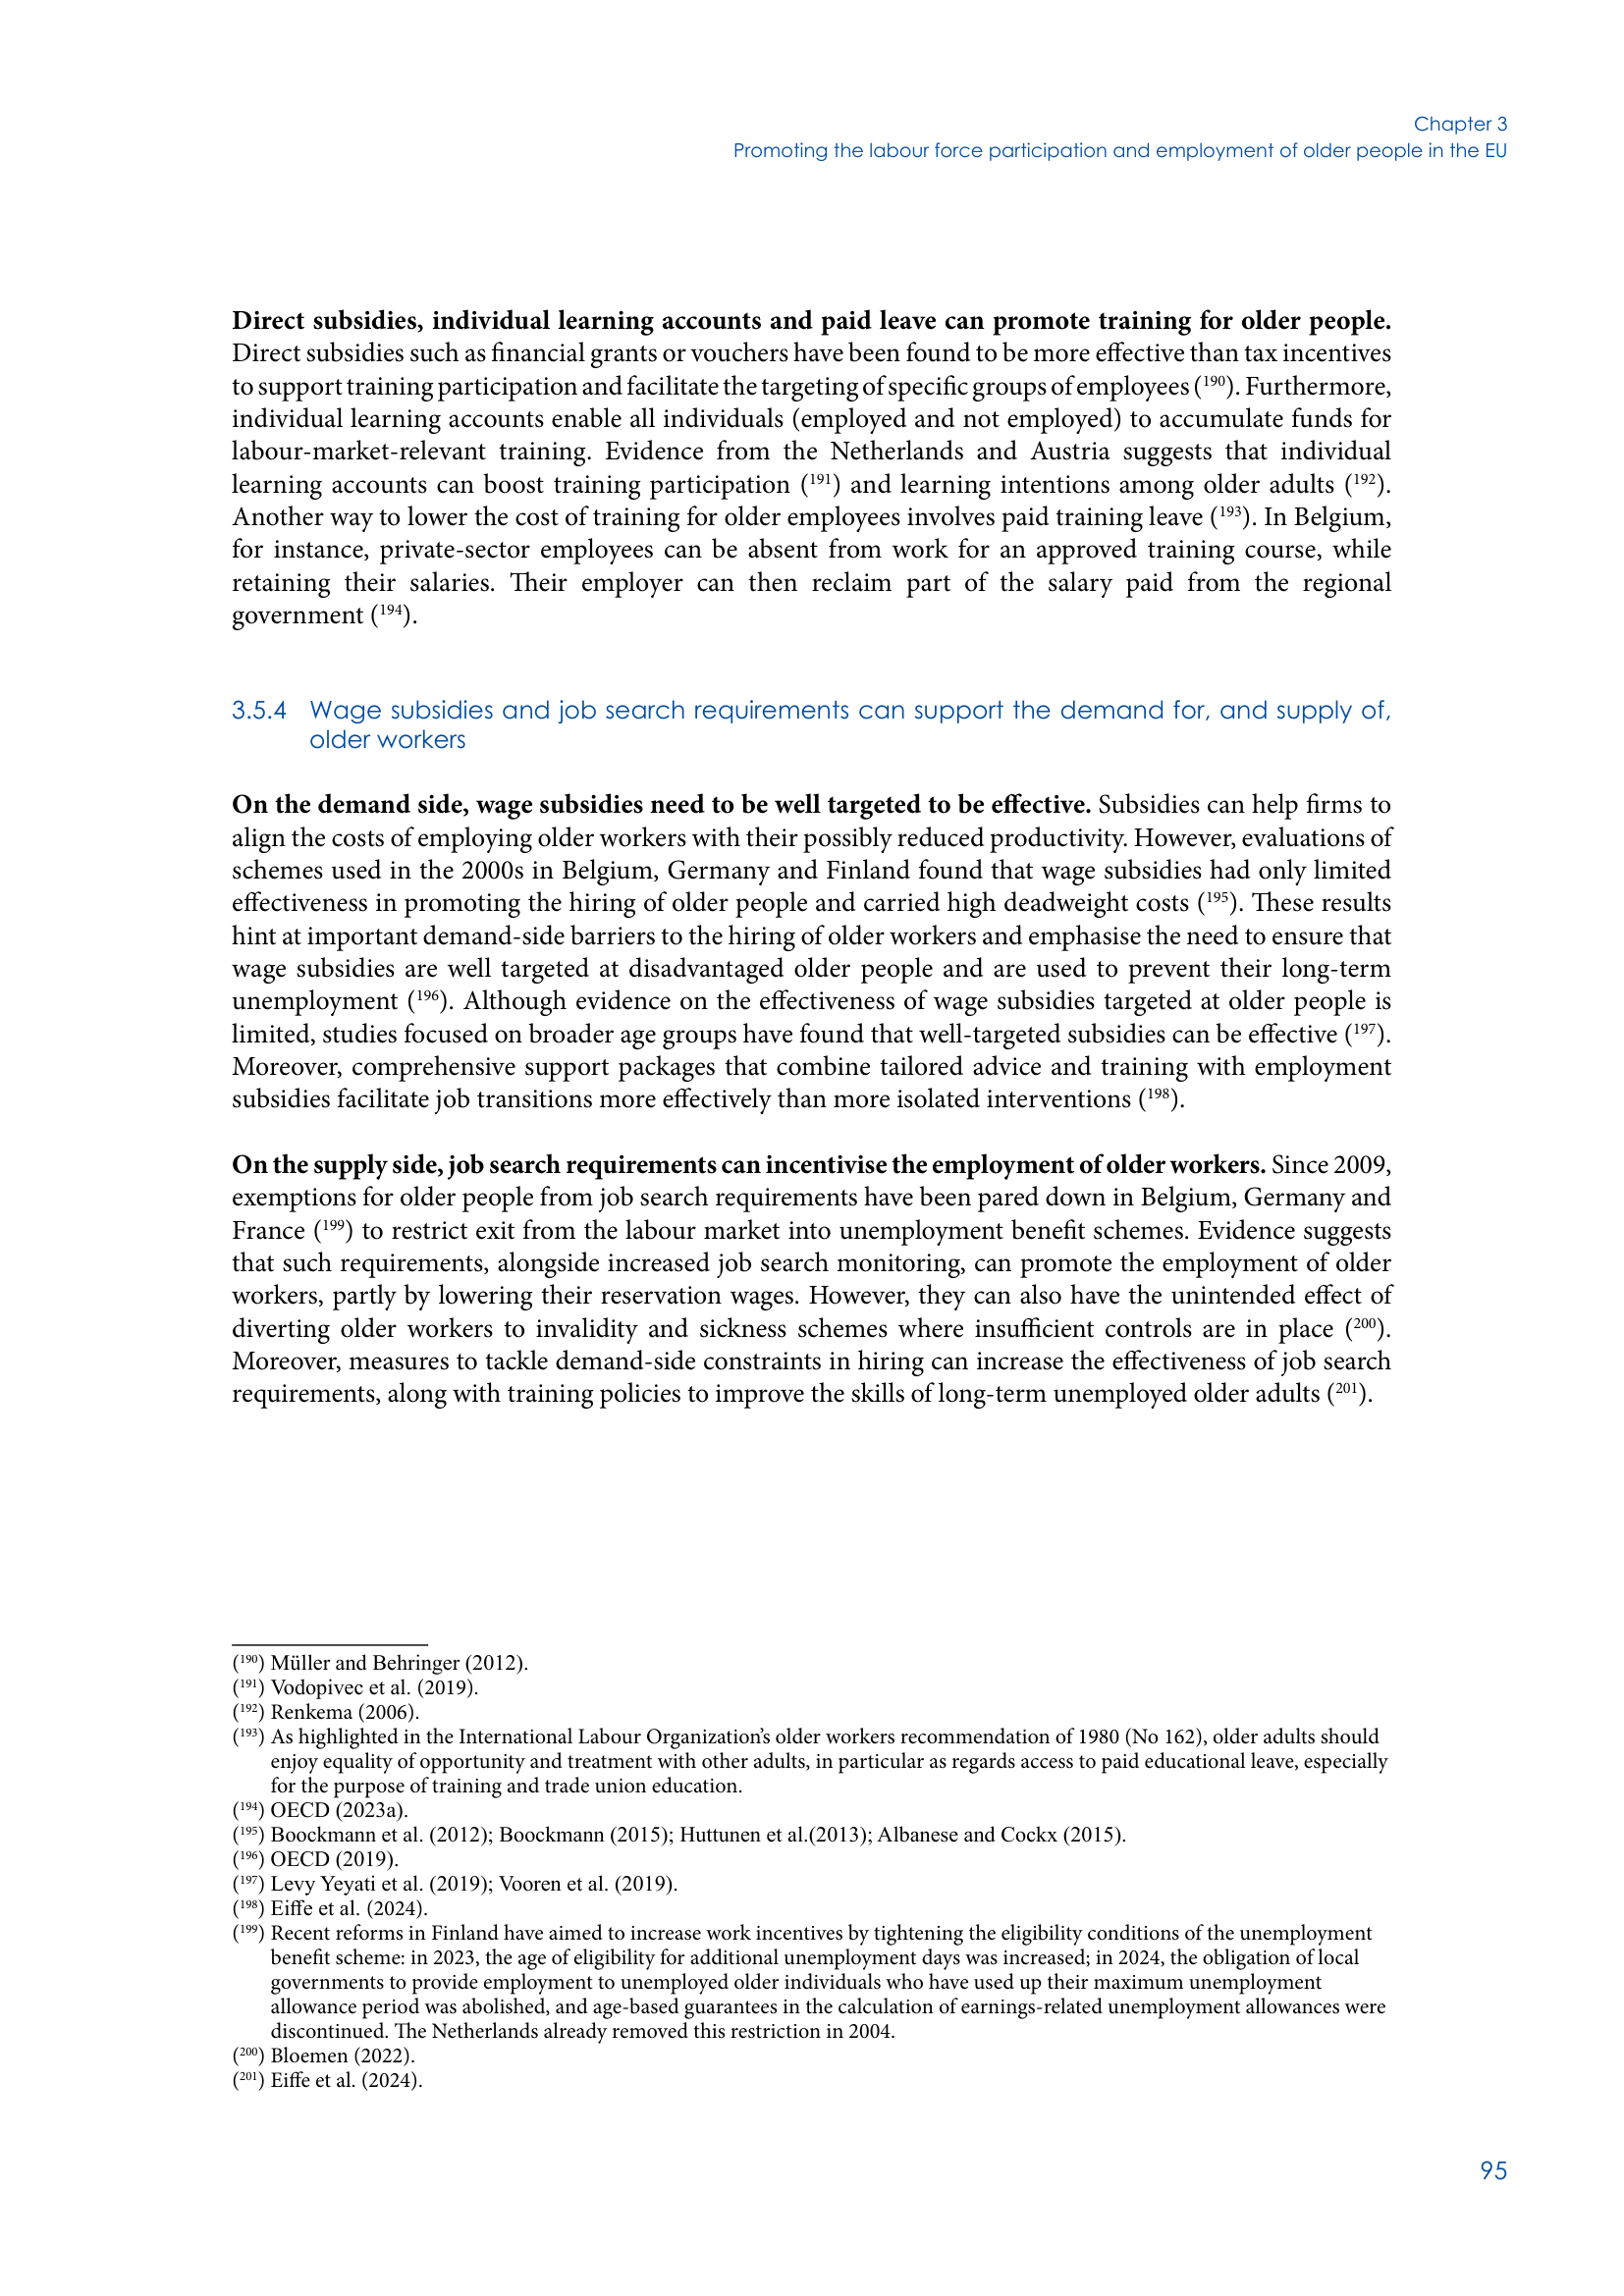 Chapter 3
Promoting the labour force participation and employment of older people in the EU
Direct subsidies, individual learning accounts and paid leave can promote training for older people.
Direct subsidies such as financial grants or vouchers have been found to be more effective than tax incentives
to support training participation and facilitate the targeting of specific groups of employees (190). Furthermore,
individual learning accounts enable all individuals (employed and not employed) to accumulate funds for
labour-market-relevant training. Evidence from the Netherlands and Austria suggests that individual
learning accounts can boost training participation (191) and learning intentions among older adults (192).
Another way to lower the cost of training for older employees involves paid training leave (193). In Belgium,
for instance, private-sector employees can be absent from work for an approved training course, while
retaining their salaries. Their employer can then reclaim part of the salary paid from the regional
government (194).
3.5.4 Wage subsidies and job search requirements can support the demand for, and supply of,
older workers
On the demand side, wage subsidies need to be well targeted to be effective. Subsidies can help firms to
align the costs of employing older workers with their possibly reduced productivity. However, evaluations of
schemes used in the 2000s in Belgium, Germany and Finland found that wage subsidies had only limited
effectiveness in promoting the hiring of older people and carried high deadweight costs (195). These results
hint at important demand-side barriers to the hiring of older workers and emphasise the need to ensure that
wage subsidies are well targeted at disadvantaged older people and are used to prevent their long-term
unemployment (196). Although evidence on the effectiveness of wage subsidies targeted at older people is
limited, studies focused on broader age groups have found that well-targeted subsidies can be effective (197).
Moreover, comprehensive support packages that combine tailored advice and training with employment
subsidies facilitate job transitions more effectively than more isolated interventions (198).
On the supply side, job search requirements can incentivise the employment of older workers. Since 2009,
exemptions for older people from job search requirements have been pared down in Belgium, Germany and
France (199) to restrict exit from the labour market into unemployment benefit schemes. Evidence suggests
that such requirements, alongside increased job search monitoring, can promote the employment of older
workers, partly by lowering their reservation wages. However, they can also have the unintended effect of
diverting older workers to invalidity and sickness schemes where insufficient controls are in place (200).
Moreover, measures to tackle demand-side constraints in hiring can increase the effectiveness of job search
requirements, along with training policies to improve the skills of long-term unemployed older adults (201).
(190) Müller and Behringer (2012).
(191) Vodopivec et al. (2019).
(192) Renkema (2006).
(193) As highlighted in the International Labour Organization's older workers recommendation of 1980 (No 162), older adults should
enjoy equality of opportunity and treatment with other adults, in particular as regards access to paid educational leave, especially
for the purpose of training and trade union education.
(194) OECD (2023a).
(195) Boockmann et al. (2012); Boockmann (2015); Huttunen et al.(2013); Albanese and Cockx (2015).
(196) OECD (2019).
(197) Levy Yeyati et al. (2019); Vooren et al. (2019).
(198) Eiffe et al. (2024).
(199) Recent reforms in Finland have aimed to increase work incentives by tightening the eligibility conditions of the unemployment
benefit scheme: in 2023, the age of eligibility for additional unemployment days was increased; in 2024, the obligation of local
governments to provide employment to unemployed older individuals who have used up their maximum unemployment
allowance period was abolished, and age-based guarantees in the calculation of earnings-related unemployment allowances were
discontinued. The Netherlands already removed this restriction in 2004.
(200) Bloemen (2022).
(201) Eiffe et al. (2024).
95